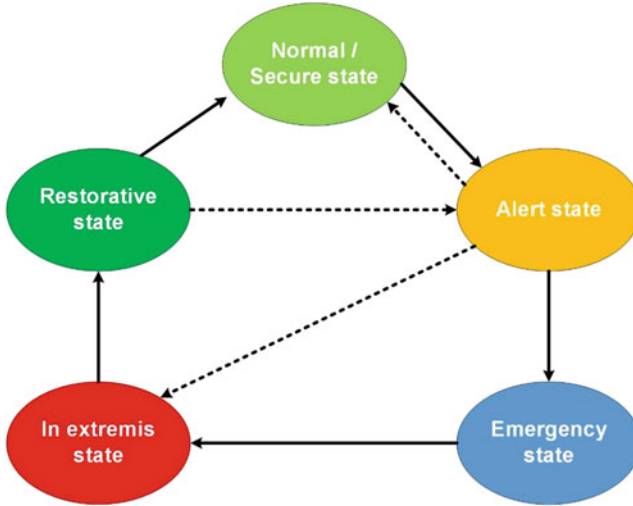 Normal /
Secure state
Restorative
state
Alert state
In extremis
state
Emergency
state